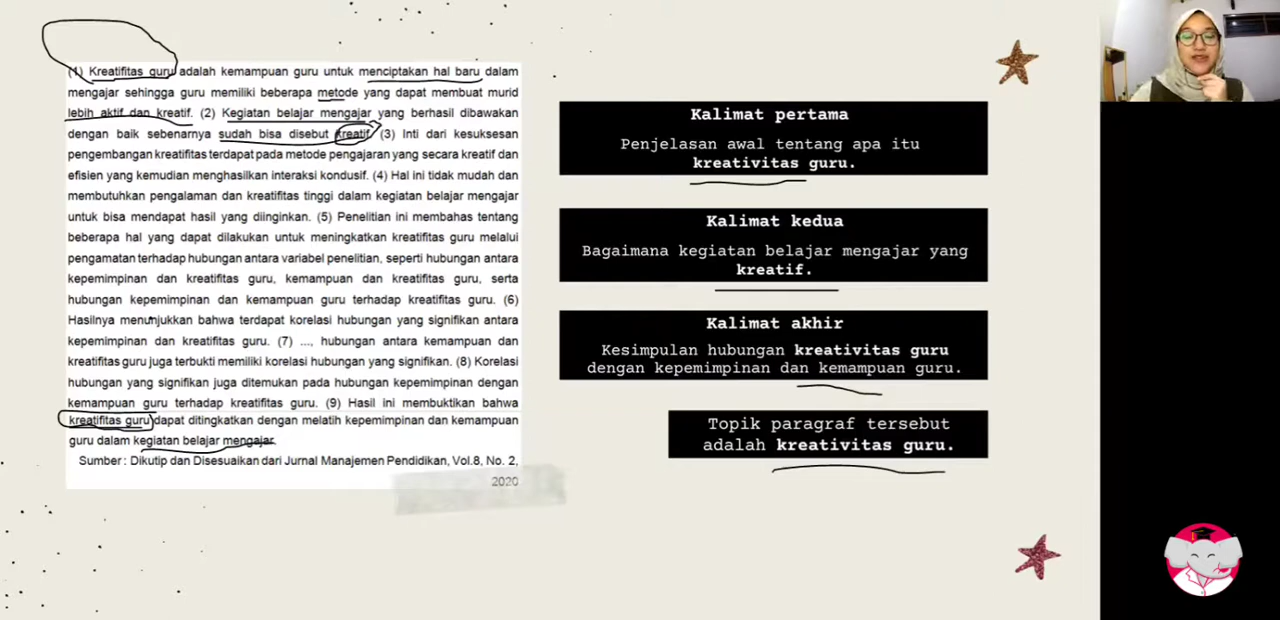 (1) Kreatifitas guru adalah kemampuan guru untuk menciptakan hal baru dalam
mengajar sehingga guru memiliki beberapa metode yang dapat membuat murid
lebih aktif dan kreatif. (2) Kegiatan belajar mengajar yang berhasil dibawakan
dengan baik sebenarnya sudah bisa disebut kreatif. (3) Inti dari kesuksesan
pengembangan kreatifitas terdapat pada metode pengajaran yang secara kreatif dan
efisien yang kemudian menghasilkan interaksi kondusif. (4) Hal ini tidak mudah dan
membutuhkan pengalaman dan kreatifitas tinggi dalam kegiatan belajar mengajar
untuk bisa mendapat hasil yang diinginkan. (5) Penelitian ini membahas tentang
beberapa hal yang dapat dilakukan untuk meningkatkan kreatifitas guru melalui
pengamatan terhadap hubungan antara variabel penelitian, seperti hubungan antara
kepemimpinan dan kreatifitas guru, kemampuan dan kreatifitas guru, serta
hubungan kepemimpinan dan kemampuan guru terhadap kreatifitas guru. (6)
Hasilnya menunjukkan bahwa terdapat korelasi hubungan yang signifikan antara
kepemimpinan dan kreatifitas guru. (7) ..., hubungan antara kemampuan dan
kreatifitas guru juga terbukti memiliki korelasi hubungan yang signifikan. (8) Korelasi
hubungan yang signifikan juga ditemukan pada hubungan kepemimpinan dengan
kemampuan guru terhadap kreatifitas guru. (9) Hasil ini membuktikan bahwa
kreatifitas guru dapat ditingkatkan dengan melatih kepemimpinan dan kemampuan
guru dalam kegiatan belajar mengajar
Sumber : Dikutip dan Disesuaikan dari Jurnal Manajemen Pendidikan, Vol.8, No. 2,
2020
Kalimat pertama
Penjelasan awal tentang apa itu
kreativitas guru.
Kalimat kedua
Bagaimana kegiatan belajar mengajar yang
kreatif.
Kalimat akhir
Kesimpulan hubungan kreativitas guru
dengan kepemimpinan dan kemampuan guru.
Topik paragraf tersebut
adalah kreativitas guru.